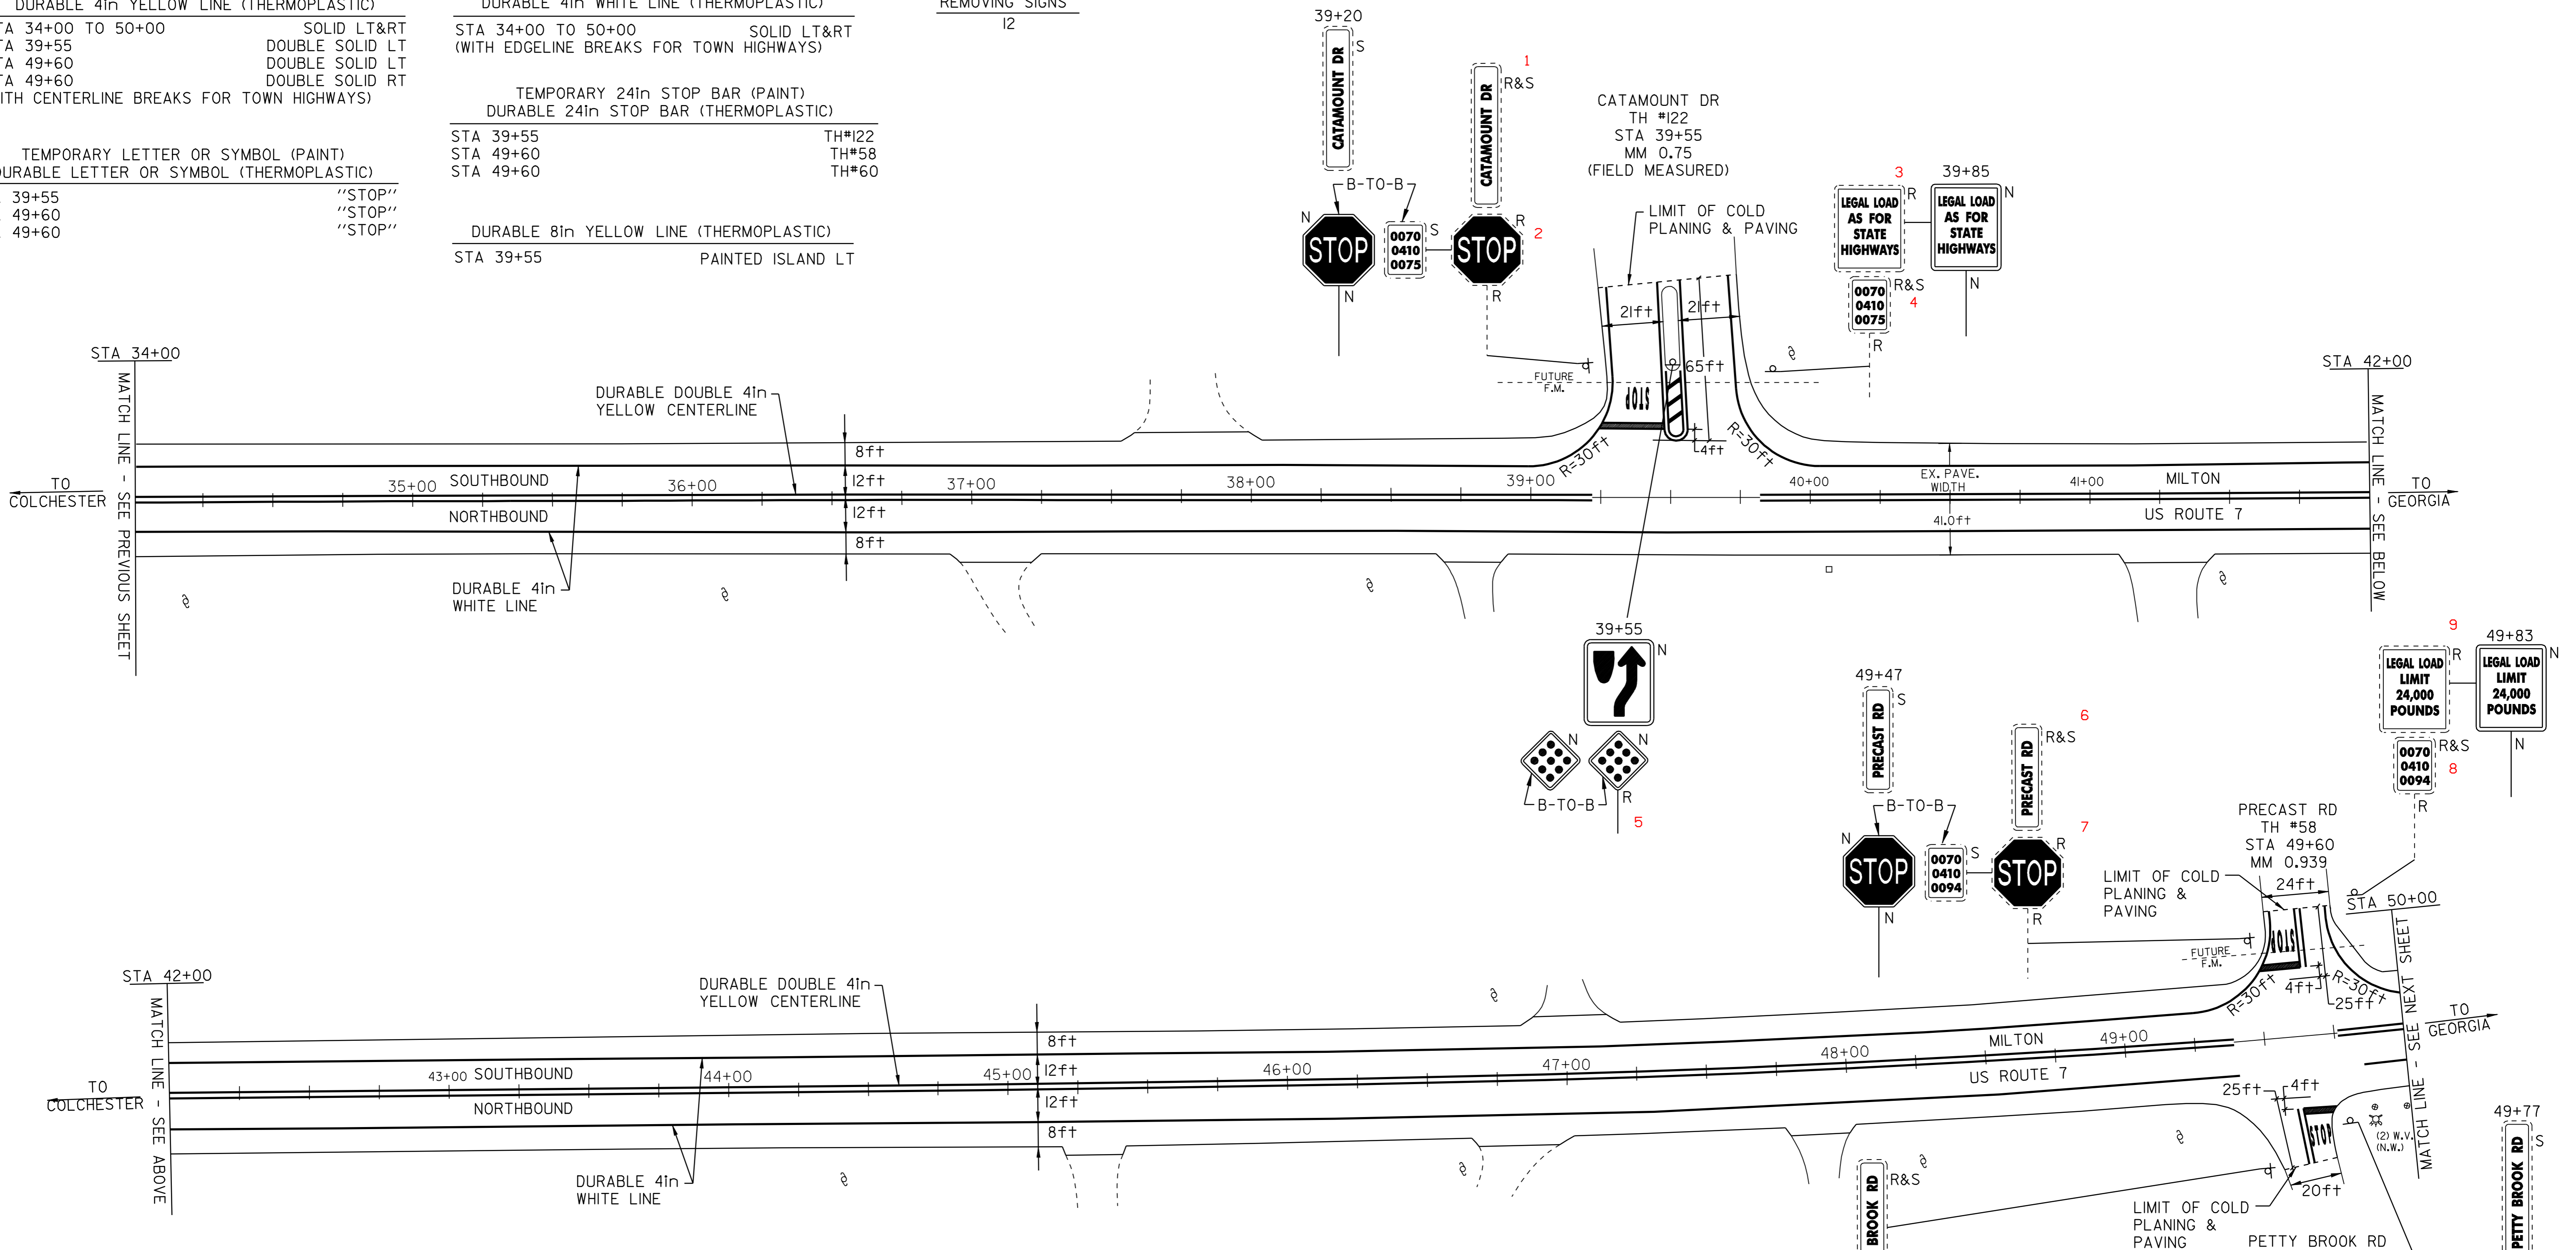 DURABLE 4in YELLOW LINE (THERMOPLASTIC)
TA 34+00 TO 50+00 SOLID LT&RT
TA 39+55 DOUBLE SOLID LT
TA 49+60 DOUBLE SOLID LT
TA 49+60 DOUBLE SOLID RT
ITH CENTERLINE BREAKS FOR TOWN HIGHWAYS)
TEMPORARY LETTER OR SYMBOL (PAINT)
DURABLE LETTER OR SYMBOL (THERMOPLASTIC)
39+55 "STOP"
49+60 "STOP"
49+60 "STOP"
DURABLE 4in WHITE LINE (THERMOPLASTIC)
STA 34+00 TO 50+00 SOLID LT&RT
(WITH EDGELINE BREAKS FOR TOWN HIGHWAYS)
TEMPORARY 24in STOP BAR (PAINT)
DURABLE 24in STOP BAR (THERMOPLASTIC)
STA 39+55 TH#122
STA 49+60 TH#58
STA 49+60 TH#60
DURABLE 8in YELLOW LINE (THERMOPLASTIC)
STA 39+55 PAINTED ISLAND LT
REMOVING SIGNS
12
39+20
CATAMOUNT DR
S
B-TO-B
N
STOP
N
0070
0410
0075
S
1
CATAMOUNT DR
R&S
R
2
STOP
R
CATAMOUNT DR
TH #122
STA 39+55
MM 0.75
(FIELD MEASURED)
LIMIT OF COLD
PLANING & PAVING
3
LEGAL LOAD
AS FOR
STATE
HIGHWAYS
R
R&S
4
0070
0410
0075
R
39+85
LEGAL LOAD
AS FOR
STATE
HIGHWAYS
N
N
21ft
21ft
65ft
FUTURE
F.M.
STOP
R=30ft
4ft
R=30ft
STA 34+00
MATCH LINE - SEE PREVIOUS SHEET
TO
COLCHESTER
DURABLE DOUBLE 4in
YELLOW CENTERLINE
8ft
12ft
12ft
8ft
SOUTHBOUND
NORTHBOUND
35+00
36+00
37+00
38+00
39+00
40+00
41+00
EX. PAVE.
WIDTH
41.0ft
MILTON
US ROUTE 7
STA 42+00
MATCH LINE - SEE BELOW
TO
GEORGIA
DURABLE 4in
WHITE LINE
39+55
N
N
B-TO-B
R
5
49+47
PRECAST RD
S
B-TO-B
N
STOP
N
0070
0410
0094
S
6
PRECAST RD
R&S
7
R
STOP
R
9
LEGAL LOAD
LIMIT
24,000
POUNDS
R
R&S
8
0070
0410
0094
R
49+83
LEGAL LOAD
LIMIT
24,000
POUNDS
N
N
PRECAST RD
TH #58
STA 49+60
MM 0.939
LIMIT OF COLD
PLANING &
PAVING
24ft
STA 50+00
STOP
FUTURE
F.M.
R=30ft
4ft
25ft
R=30ft
MATCH LINE - SEE NEXT SHEET
TO
GEORGIA
STA 42+00
MATCH LINE - SEE ABOVE
TO
COLCHESTER
DURABLE DOUBLE 4in
YELLOW CENTERLINE
8ft
12ft
12ft
8ft
SOUTHBOUND
NORTHBOUND
43+00
44+00
45+00
46+00
47+00
48+00
49+00
MILTON
US ROUTE 7
DURABLE 4in
WHITE LINE
25ft
4ft
STOP
(2) W.V.
(N.W.)
20ft
BROOK RD
R&S
LIMIT OF COLD
PLANING &
PAVING
PETTY BROOK RD
49+77
PETTY BROOK RD
S